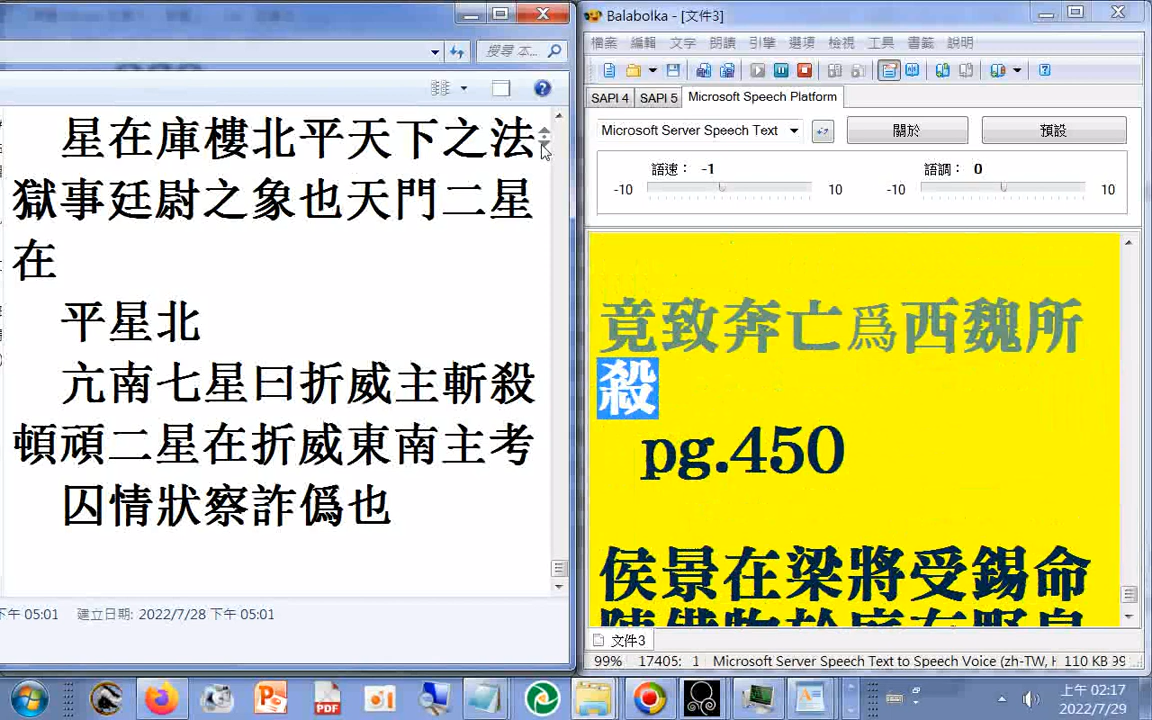 搜尋 本...
星在庫樓北平天下之法
獄事廷尉之象也天門二星
在
平星北
亢南七星曰折威主斬殺
頓頑二星在折威東南主考
囚情狀察詐僞也
下午 05:01 建立日期: 2022/7/28 下午 05:01
Balabolka - [文件3]
檔案 編輯 文字 朗讀 引擎 選項 檢視 工具 書籤 說明
SAPI 4 SAPI 5 Microsoft Speech Platform
Microsoft Server Speech Text 關於 預設
語速: -1 語調: 0
-10 10 -10 10
竟致奔亡爲西魏所
殺
pg.450
侯景在梁將受錫命
文件3
99% 17405: 1 Microsoft Server Speech Text to Speech Voice (zh-TW, H 110 KB 99
上午 02:17
2022/7/29